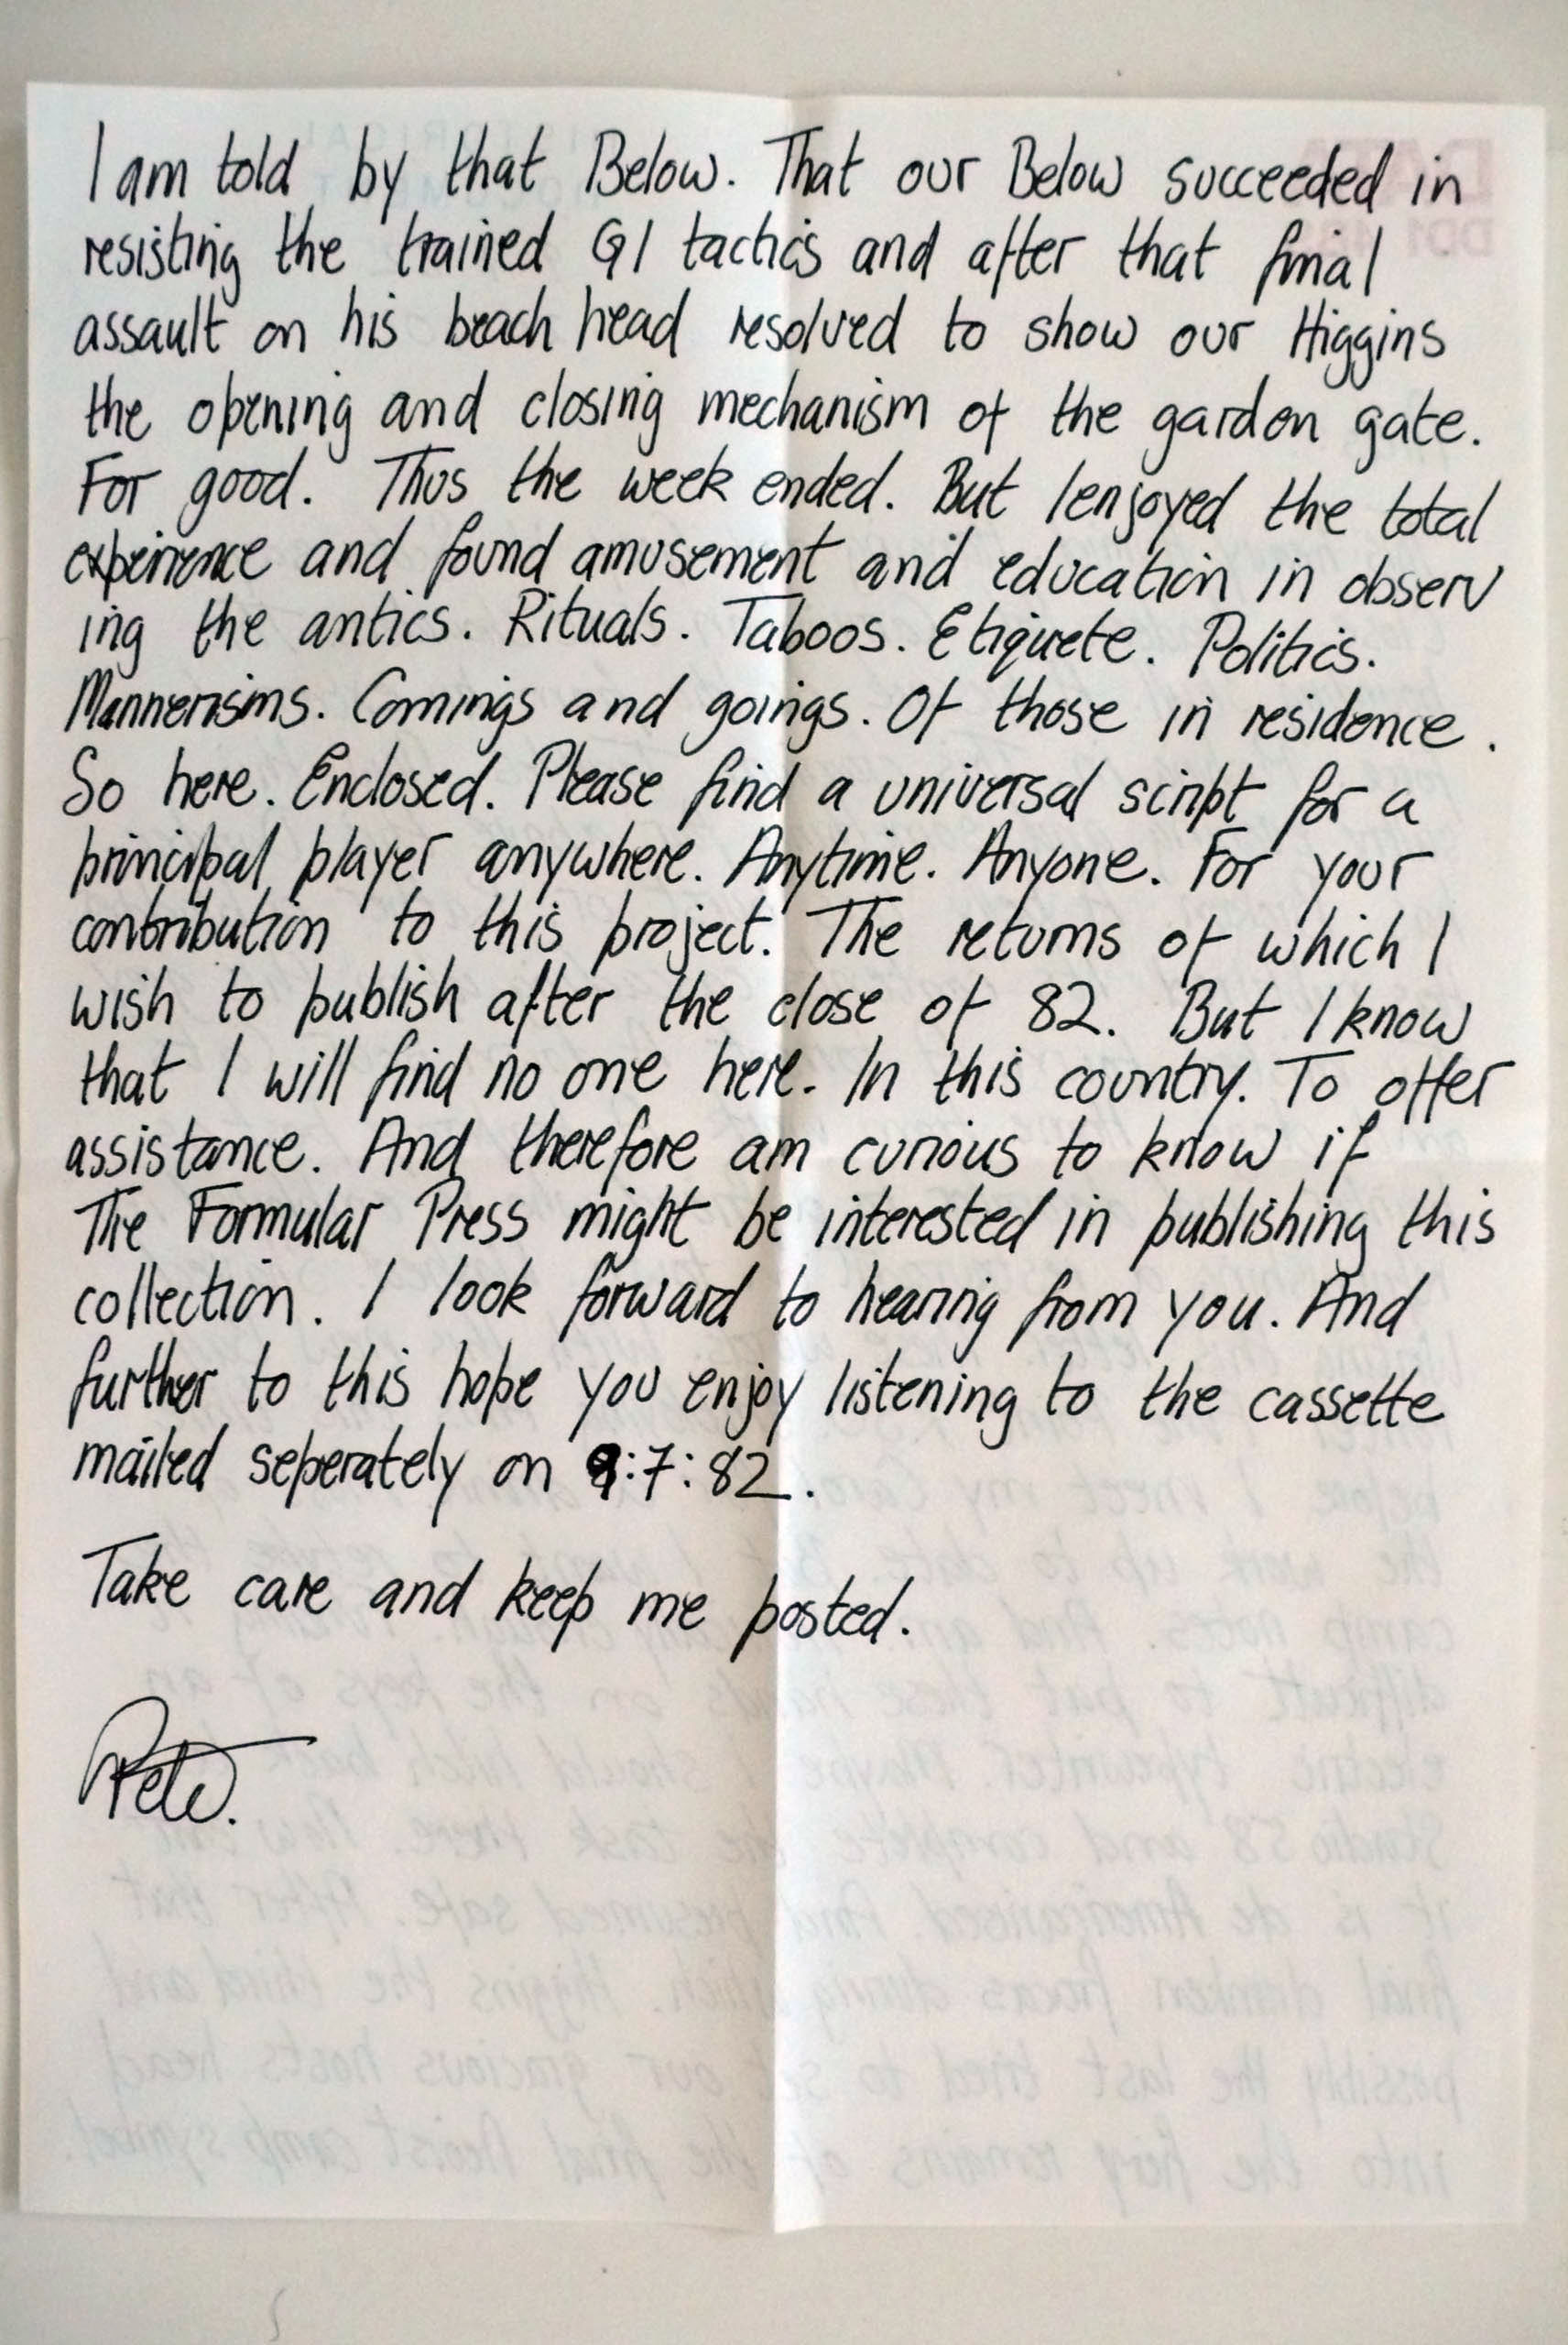 I am told by that Below. That our Below succeeded in
resisting the trained GI tactics and after that final
assault on his beach head resolved to show our Higgins
the opening and closing mechanism of the garden gate.
For good. Thus the week ended. But I enjoyed the total
experience and found amusement and education in observ
ing the antics. Rituals. Taboos. Etiquete. Politics.
Mannerisms. Comings and goings. Of those in residence.
So here. Enclosed. Please find a universal script for a
principal player anywhere. Anytime. Anyone. For your
contribution to this project. The returns of which I
wish to publish after the close of 82. But I know
that I will find no one here. In this country. To offer
assistance. And therefore am curious to know if
The Formular Press might be interested in publishing this
collection. I look forward to hearing from you. And
further to this hope you enjoy listening to the cassette
mailed seperately on 9:7:82.
Take care and keep me posted.
Pete.